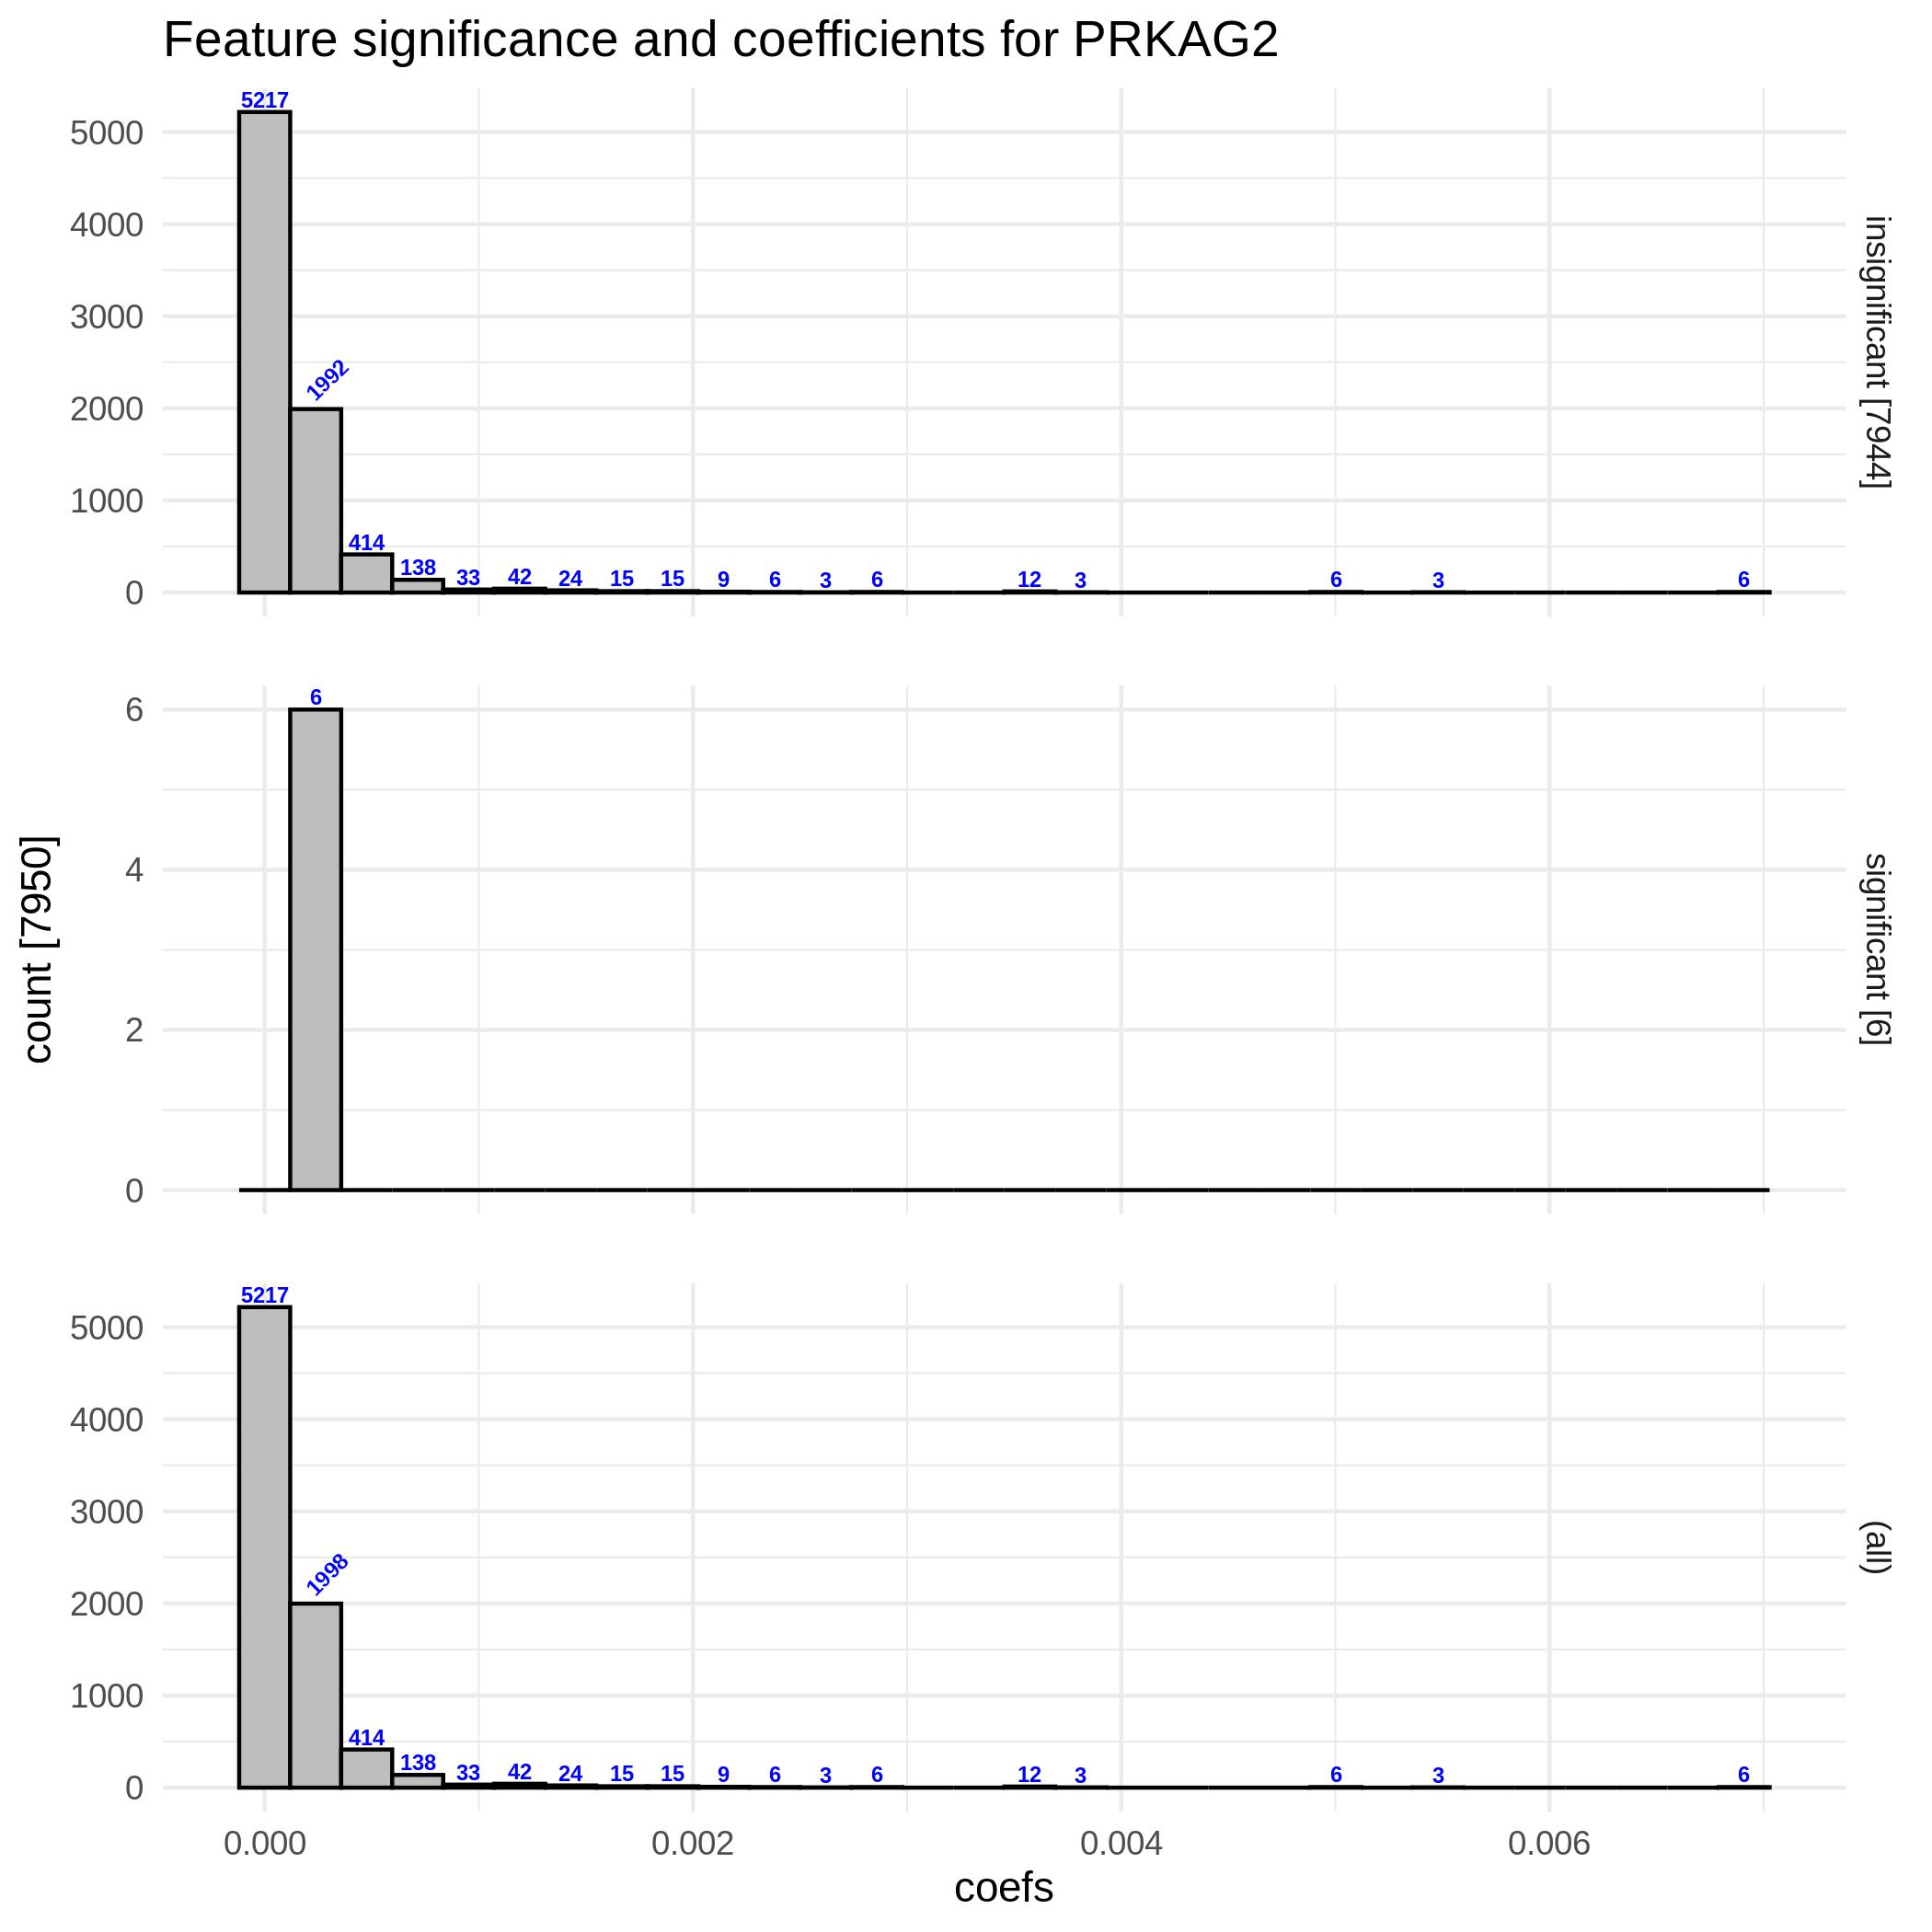 Feature significance and coefficients for PRKAG2
5217
5000
4000
3000
1992
2000
1000
414
138
33 42 24 15 15 9 6 3 6 12 3 6 3 6
0
insignificant [7944]
6
6
4
2
0
significant [6]
count [7950]
5217
5000
4000
3000
1998
2000
1000
414
138
33 42 24 15 15 9 6 3 6 12 3 6 3 6
0
(all)
0.000 0.002 0.004 0.006
coefs